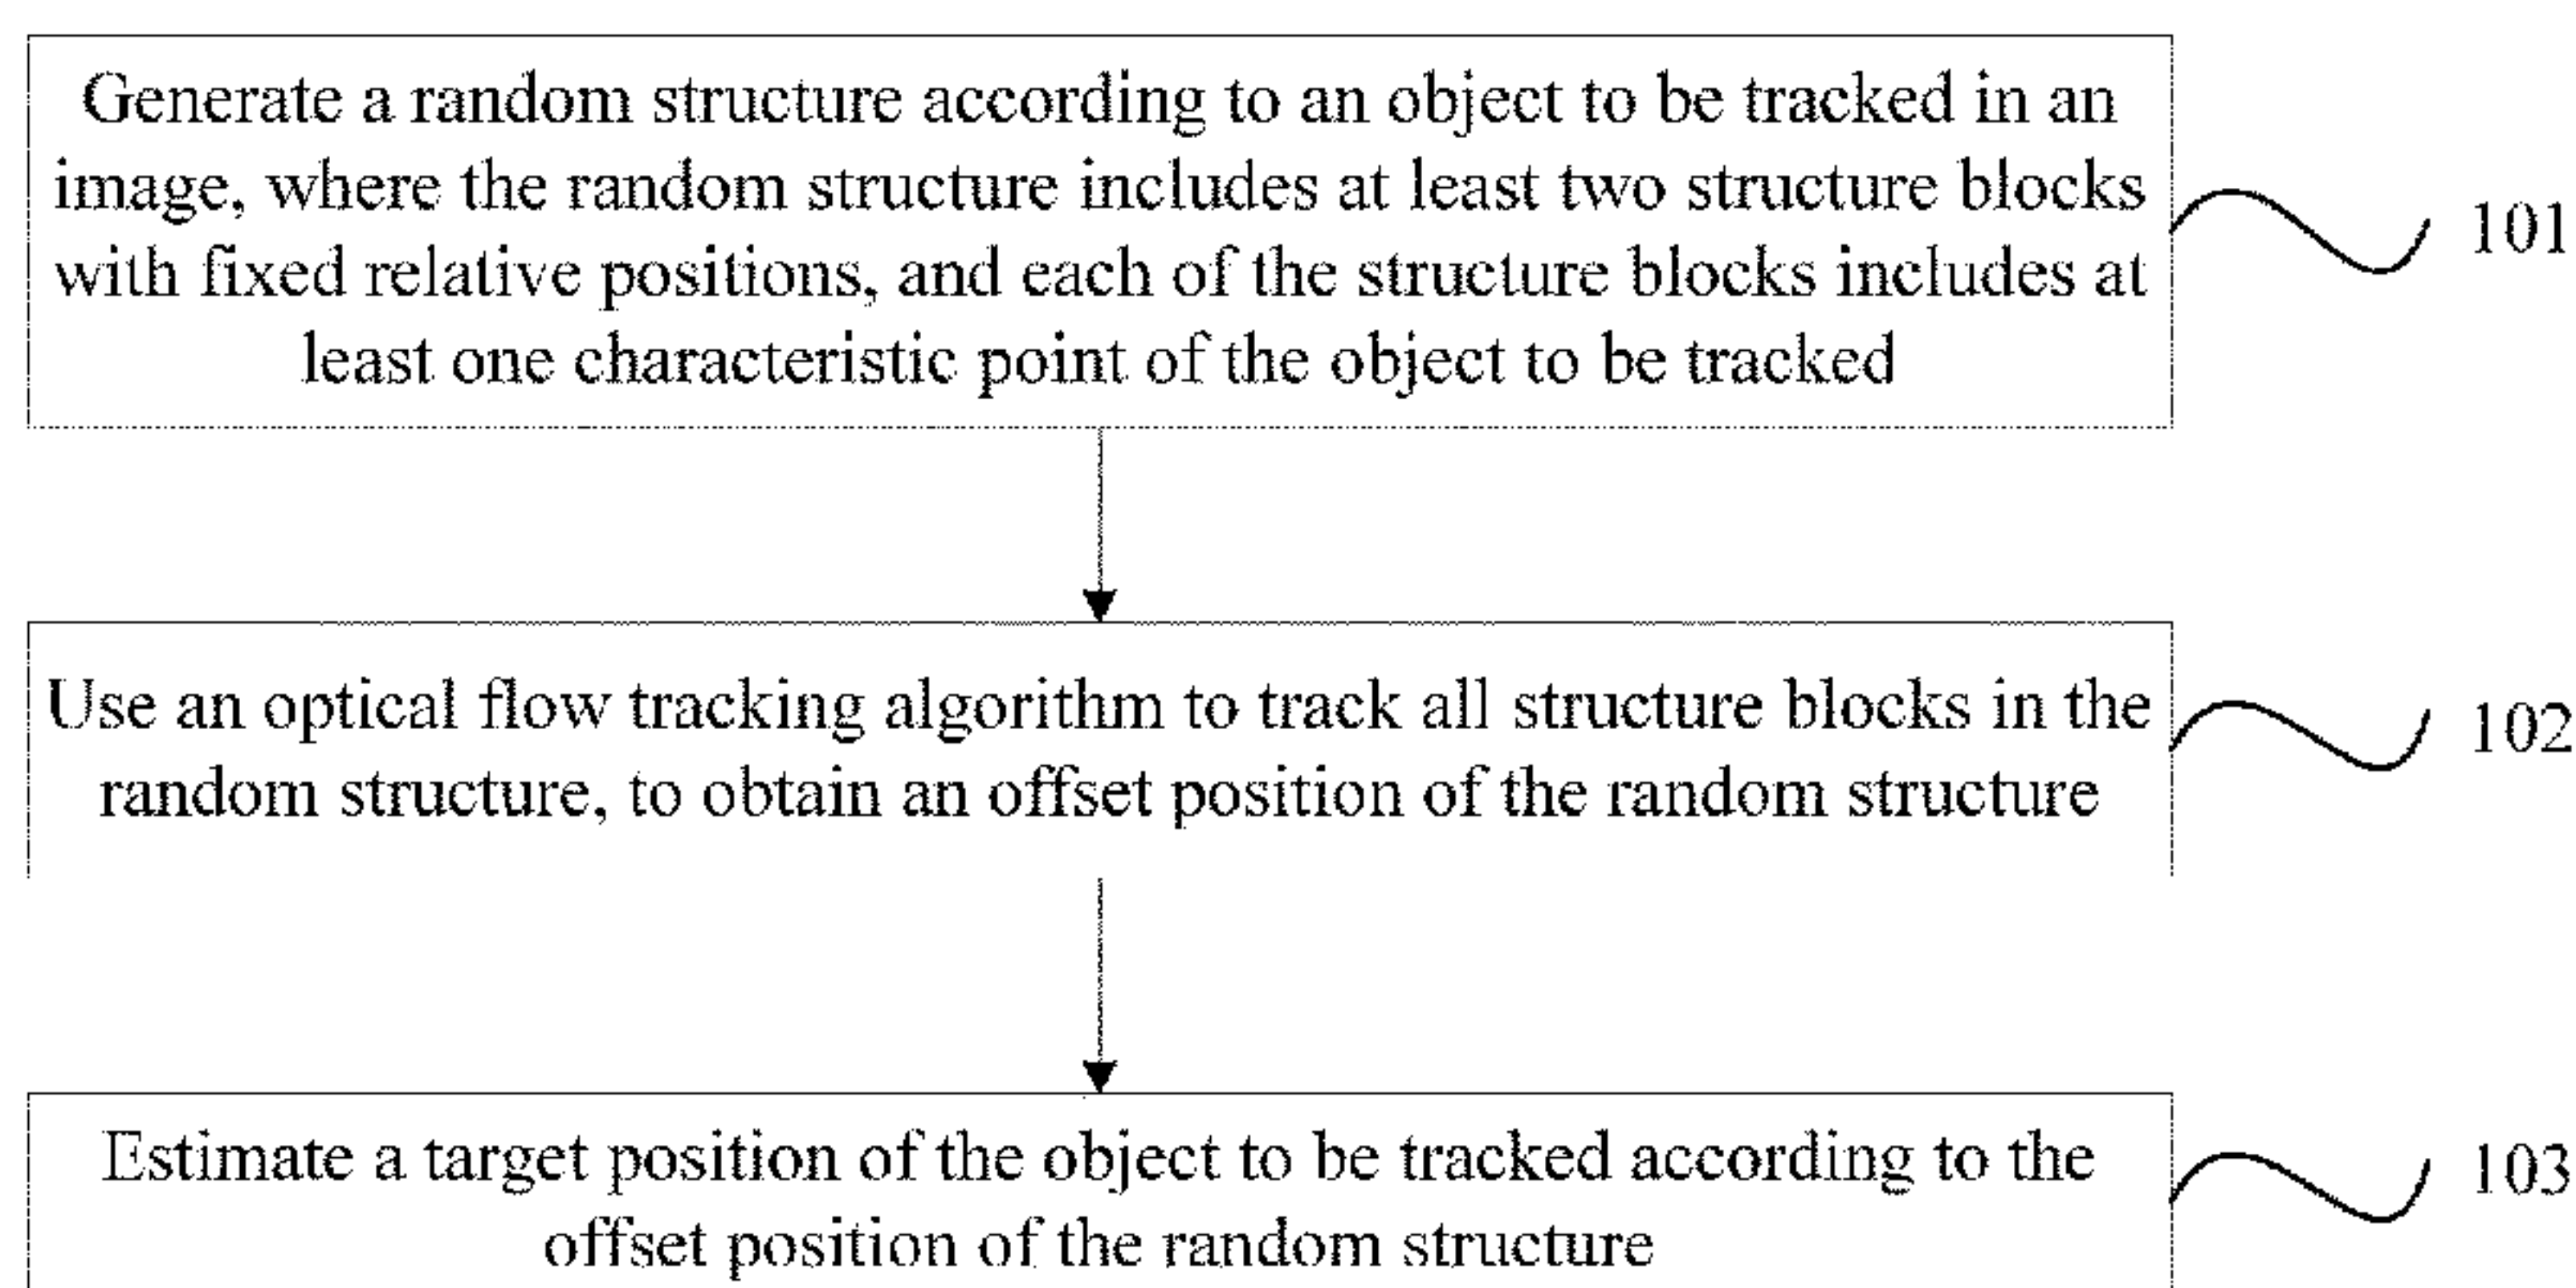 Generate a random structure according to an object to be tracked in an
image, where the random structure includes at least two structure blocks
with fixed relative positions, and each of the structure blocks includes at
least one characteristic point of the object to be tracked
101
Use an optical flow tracking algorithm to track all structure blocks in the
random structure, to obtain an offset position of the random structure
102
Estimate a target position of the object to be tracked according to the
offset position of the random structure
103